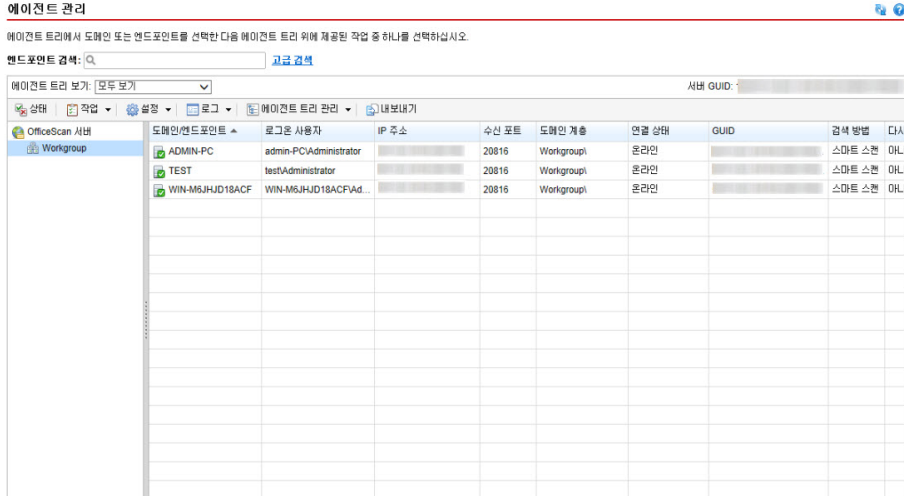 에이전트 관리
에이전트 트리에서 도메인 또는 엔드포인트를 선택한 다음 에이전트 트리 위에 제공된 작업 중 하나를 선택하십시오.
엔드포인트 검색: 고급 검색
에이전트 트리 보기: 모두 보기 서버 GUID:
상태 작업 설정 로그 에이전트 트리 관리 내보내기
OfficeScan 서버
Workgroup
도메인/엔드포인트 로그온 사용자 IP 주소 수신 포트 도메인 계층 연결 상태 GUID 검색 방법 다시
ADMIN-PC admin-PC\Administrator 20816 Workgroup\ 온라인 스마트 스캔 아니
TEST test\Administrator 20816 Workgroup\ 온라인 스마트 스캔 아니
WIN-M6JHJD18ACF WIN-M6JHJD18ACF\Ad... 20816 Workgroup\ 온라인 스마트 스캔 아니